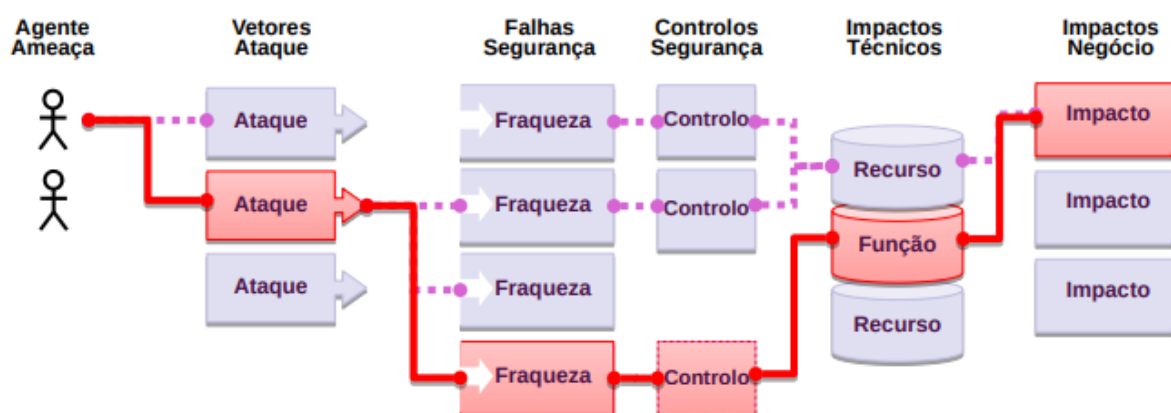 Agente
Ameaça
Vetores
Ataque
Falhas
Segurança
Controlos
Segurança
Impactos
Técnicos
Impactos
Negócio
Ataque
Fraqueza
Controlo
Impacto
Recurso
Ataque
Fraqueza
Controlo
Impacto
Função
Ataque
Fraqueza
Impacto
Recurso
Fraqueza
Controlo